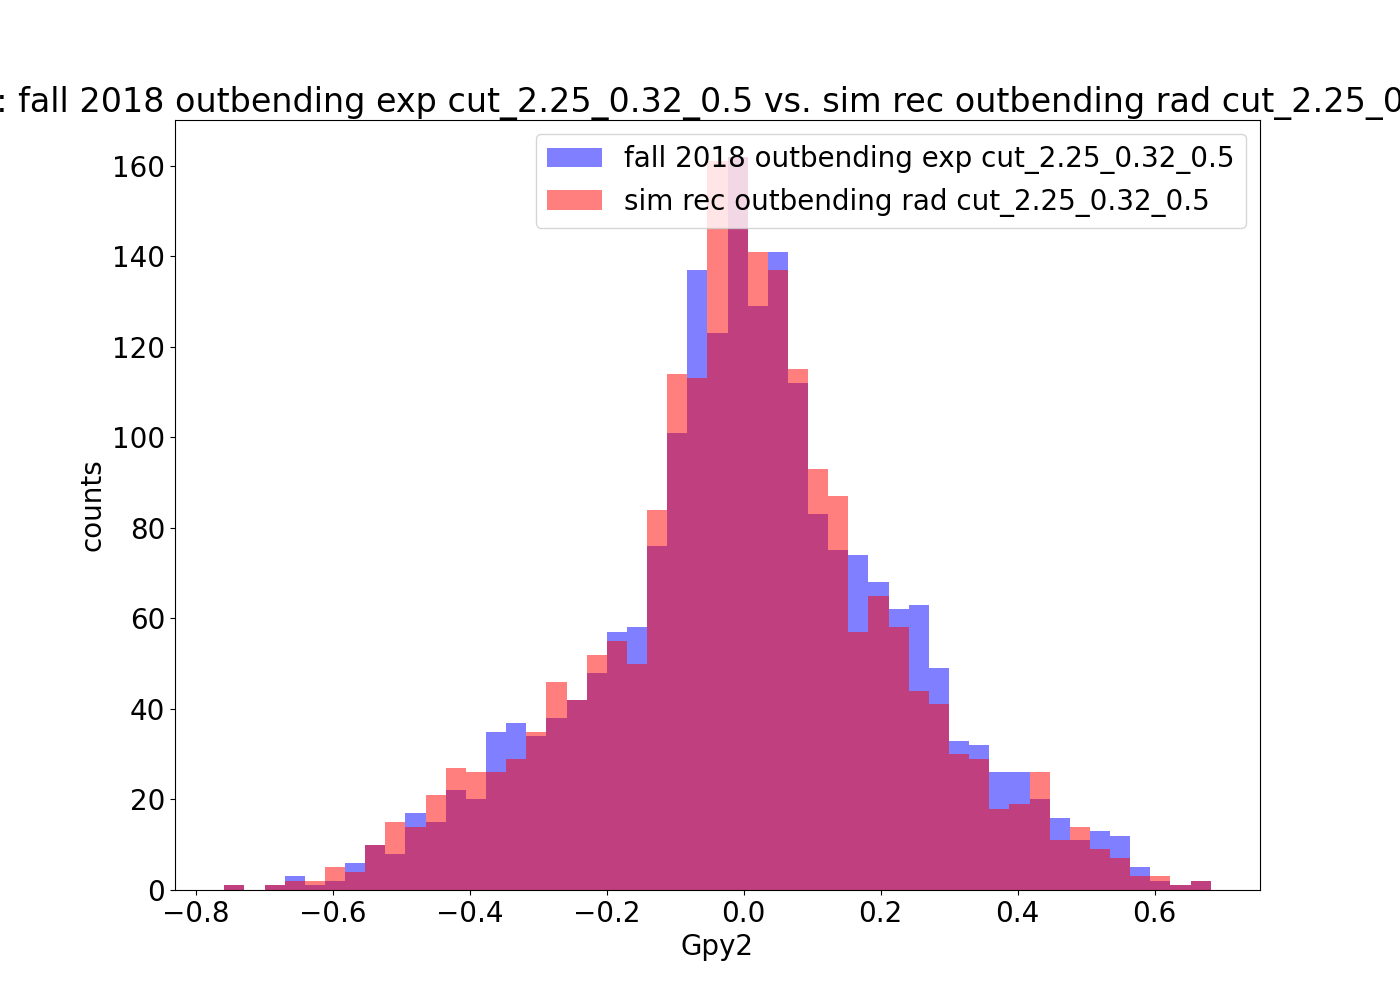 : fall 2018 outbending exp cut_2.25_0.32_0.5 vs. sim rec outbending rad cut_2.25_0
fall 2018 outbending exp cut_2.25_0.32_0.5
sim rec outbending rad cut_2.25_0.32_0.5
160
140
120
100
80
60
40
20
0
counts
−0.8 −0.6 −0.4 −0.2 0.0 0.2 0.4 0.6
Gpy2